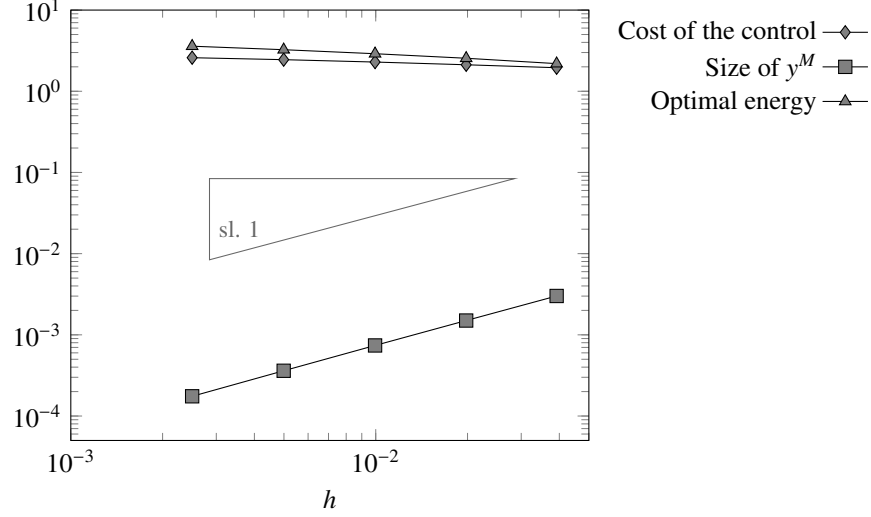 10^1
Cost of the control
Size of y^M
Optimal energy
10^0
10^−1
sl. 1
10^−2
10^−3
10^−4
10^−3
10^−2
h